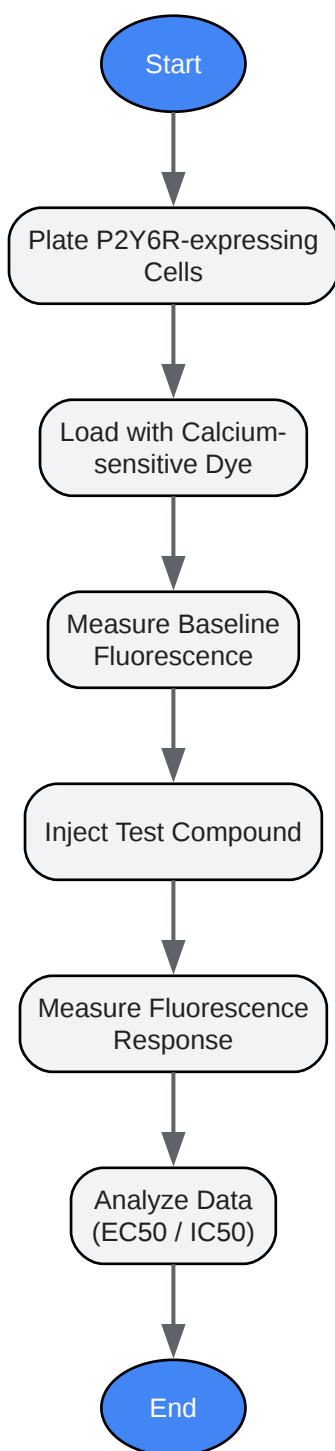 Start
Plate P2Y6R-expressing
Cells
Load with Calcium-
sensitive Dye
Measure Baseline
Fluorescence
Inject Test Compound
Measure Fluorescence
Response
Analyze Data
(EC50 / IC50)
End